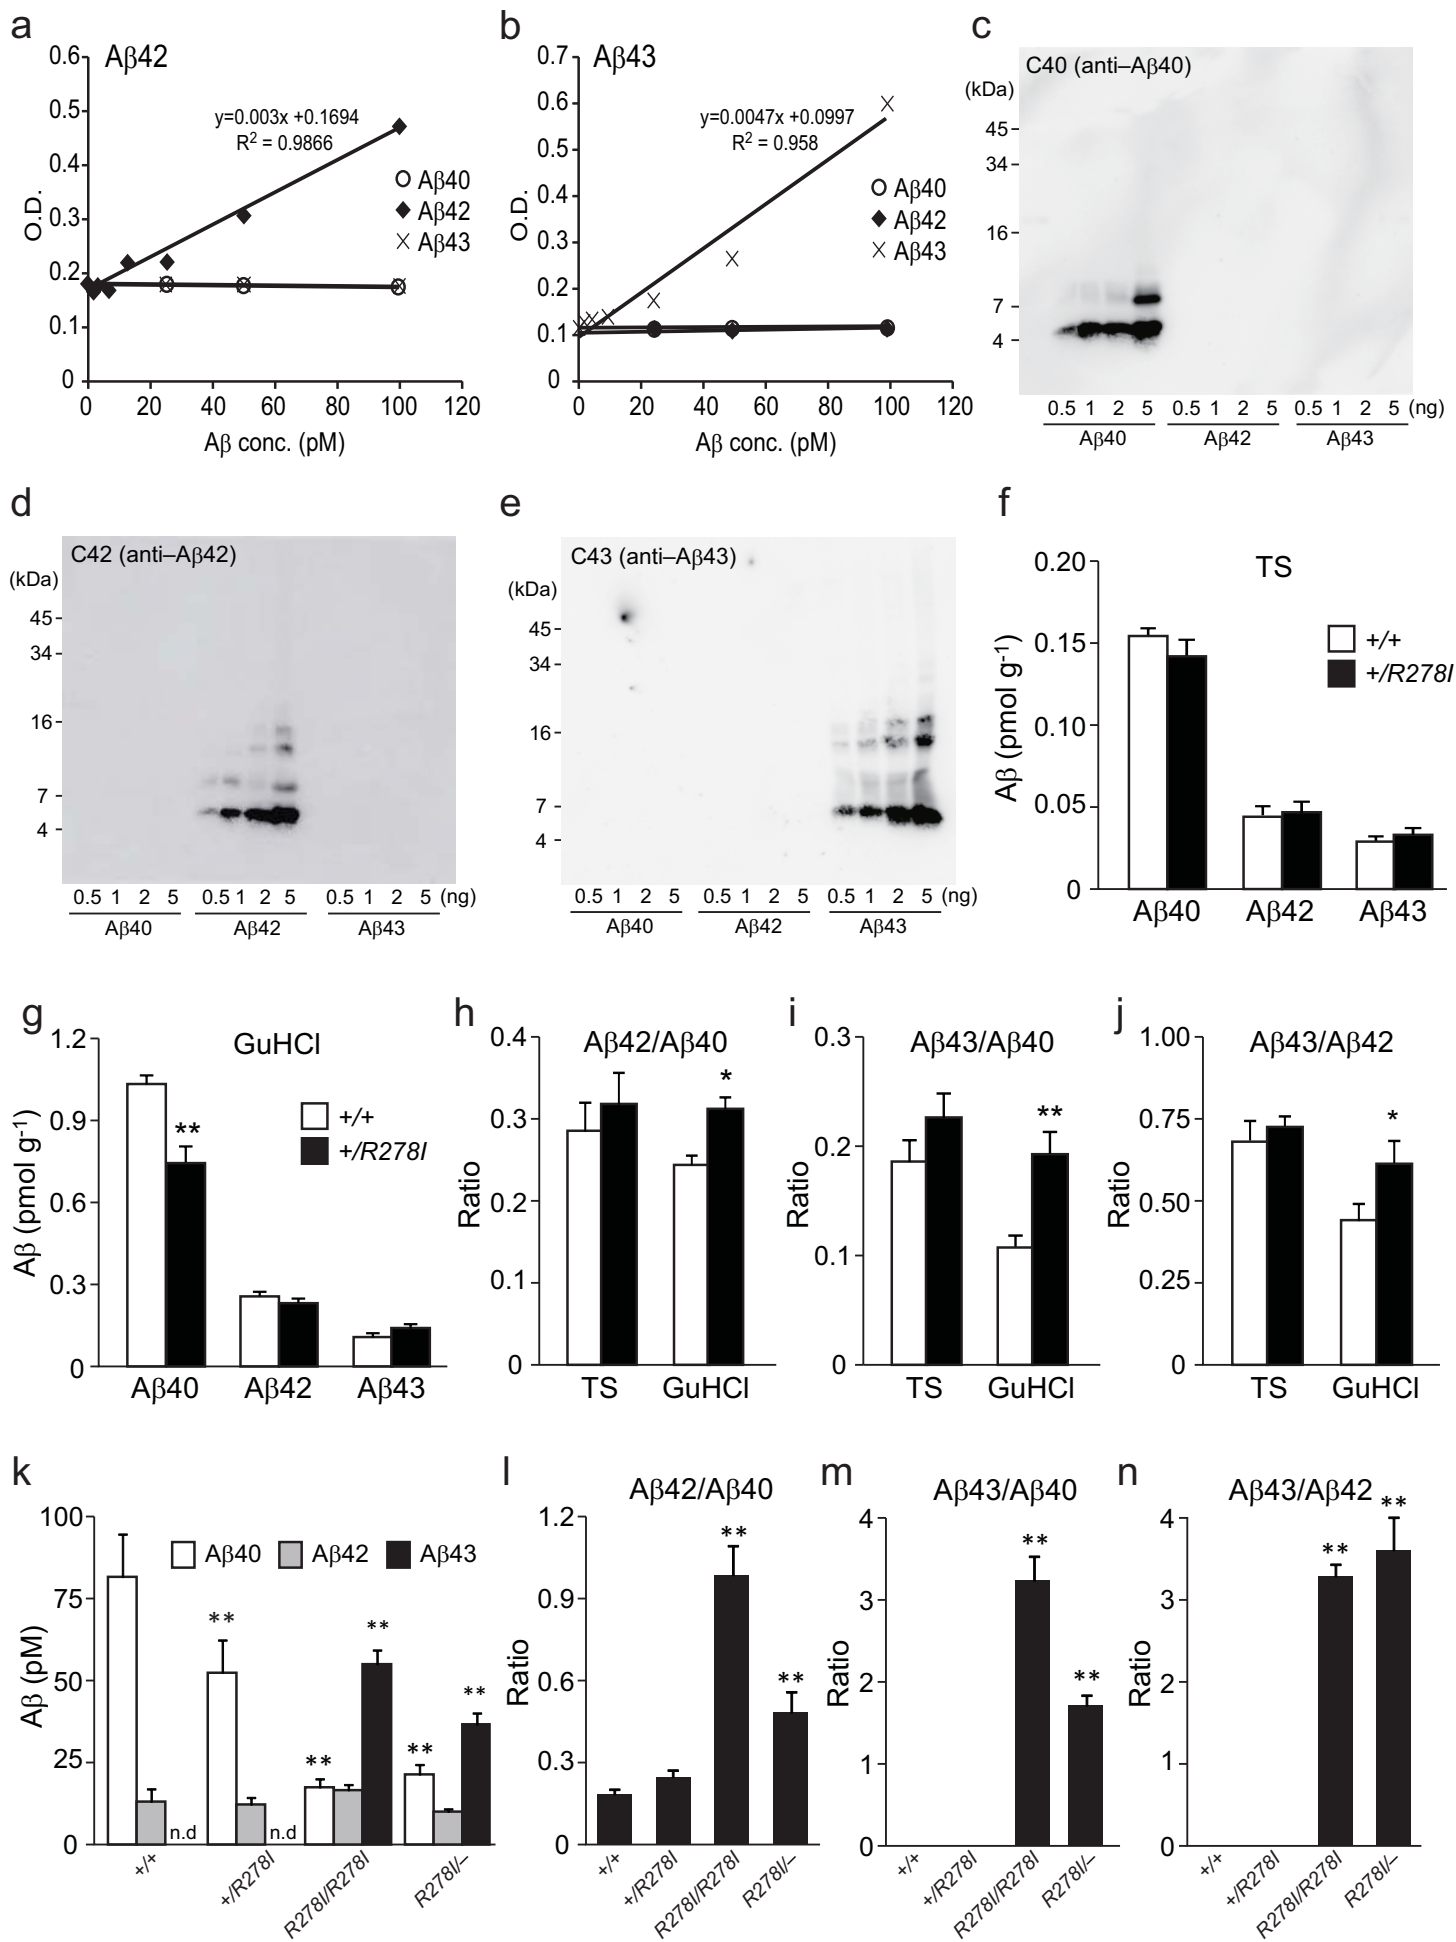 a
Aβ42
0.6
0.5
0.4
0.3
0.2
0.1
0
O.D.
y=0.003x +0.1694
R² = 0.9866
Aβ40
Aβ42
Aβ43
0 20 40 60 80 100 120
Aβ conc. (pM)
b
Aβ43
0.7
0.6
0.5
0.4
0.3
0.2
0.1
0
O.D.
y=0.0047x +0.0997
R² = 0.958
Aβ40
Aβ42
Aβ43
0 20 40 60 80 100 120
Aβ conc. (pM)
c
C40 (anti–Aβ40)
(kDa)
45
34
16
7
4
0.5 1 2 5 0.5 1 2 5 0.5 1 2 5 (ng)
Aβ40 Aβ42 Aβ43
d
C42 (anti–Aβ42)
(kDa)
45
34
16
7
4
0.5 1 2 5 0.5 1 2 5 0.5 1 2 5 (ng)
Aβ40 Aβ42 Aβ43
e
C43 (anti–Aβ43)
(kDa)
45
34
16
7
4
0.5 1 2 5 0.5 1 2 5 0.5 1 2 5 (ng)
Aβ40 Aβ42 Aβ43
f
TS
0.20
0.15
0.10
0.05
0
Aβ (pmol g⁻¹)
+/+
+/R278I
Aβ40 Aβ42 Aβ43
g
GuHCl
1.2
0.9
0.6
0.3
0
Aβ (pmol g⁻¹)
**
+/+
+/R278I
Aβ40 Aβ42 Aβ43
h
Aβ42/Aβ40
0.4
0.3
0.2
0.1
0
Ratio
*
TS GuHCl
i
Aβ43/Aβ40
0.3
0.2
0.1
0
Ratio
**
TS GuHCl
j
Aβ43/Aβ42
1.00
0.75
0.50
0.25
0
Ratio
*
TS GuHCl
k
100
75
50
25
0
Aβ (pM)
Aβ40 Aβ42 Aβ43
** ** ** ** **
n.d n.d
+/+ +/R278I R278I/R278I R278I/–
l
Aβ42/Aβ40
1.2
0.9
0.6
0.3
0
Ratio
** **
+/+ +/R278I R278I/R278I R278I/–
m
Aβ43/Aβ40
4
3
2
1
0
Ratio
** **
+/+ +/R278I R278I/R278I R278I/–
n
Aβ43/Aβ42
4
3
2
1
0
Ratio
** **
+/+ +/R278I R278I/R278I R278I/–